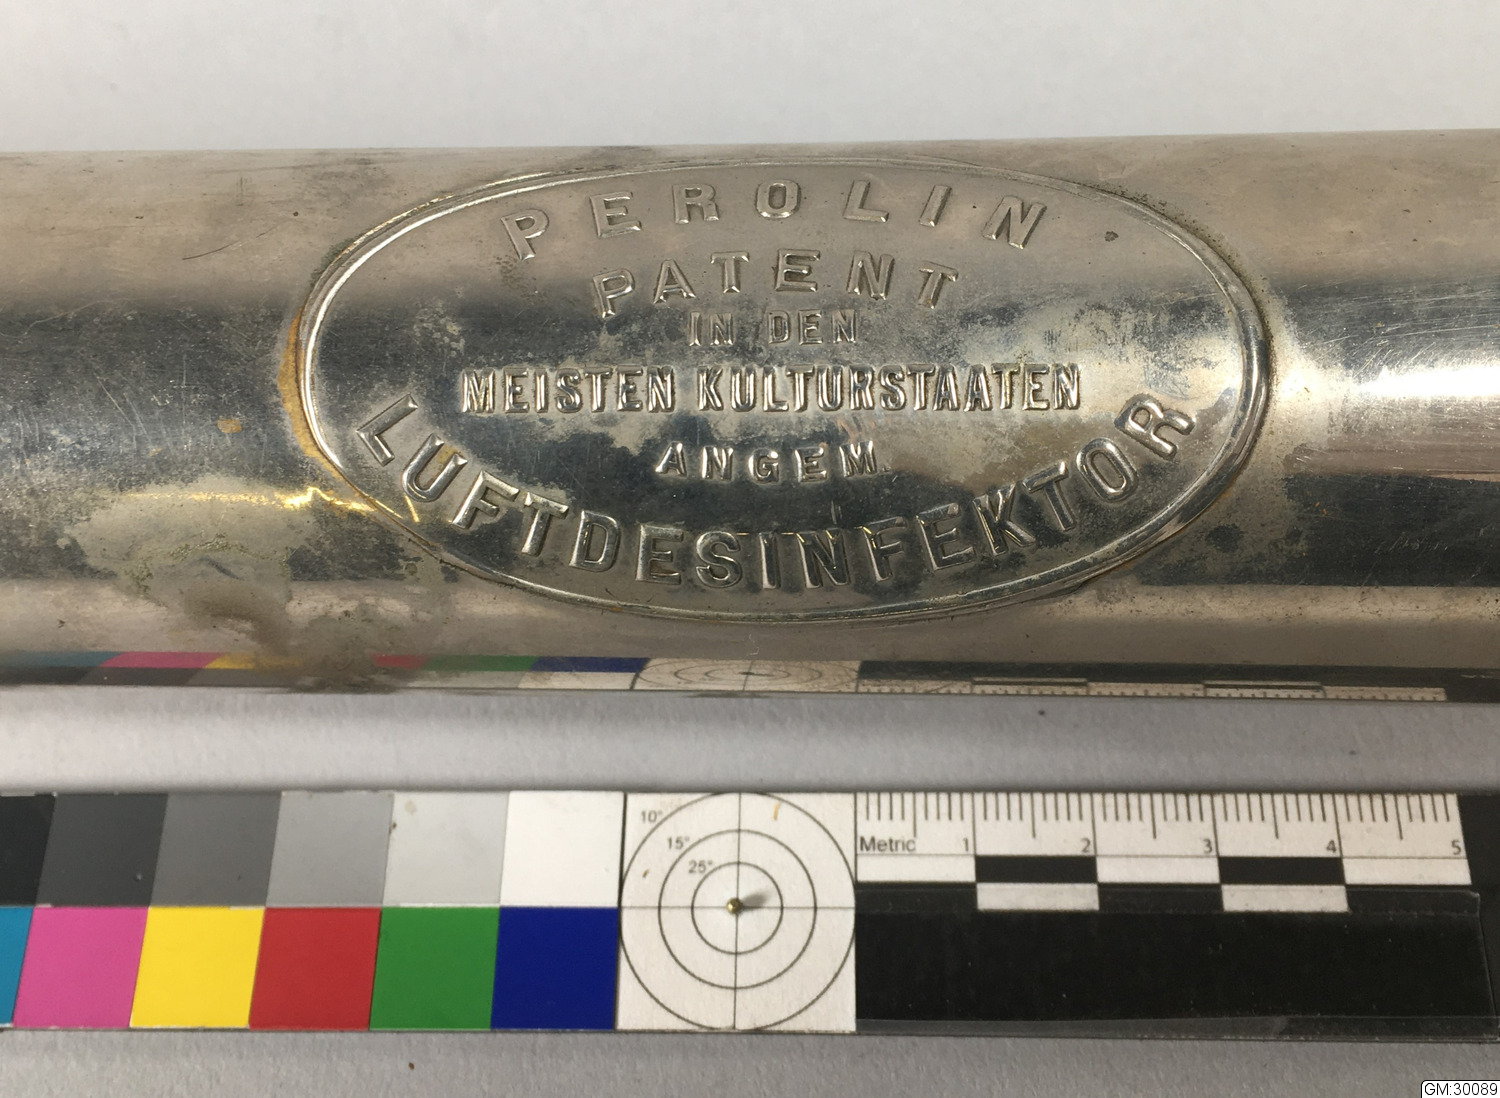 PEROLIN
PATENT
IN DEN
MEISTEN KULTURSTAATEN
ANGEM.
LUFTDESINFEKTOR
10°
15°
25°
Metric 1 2 3 4 5
GM:30089